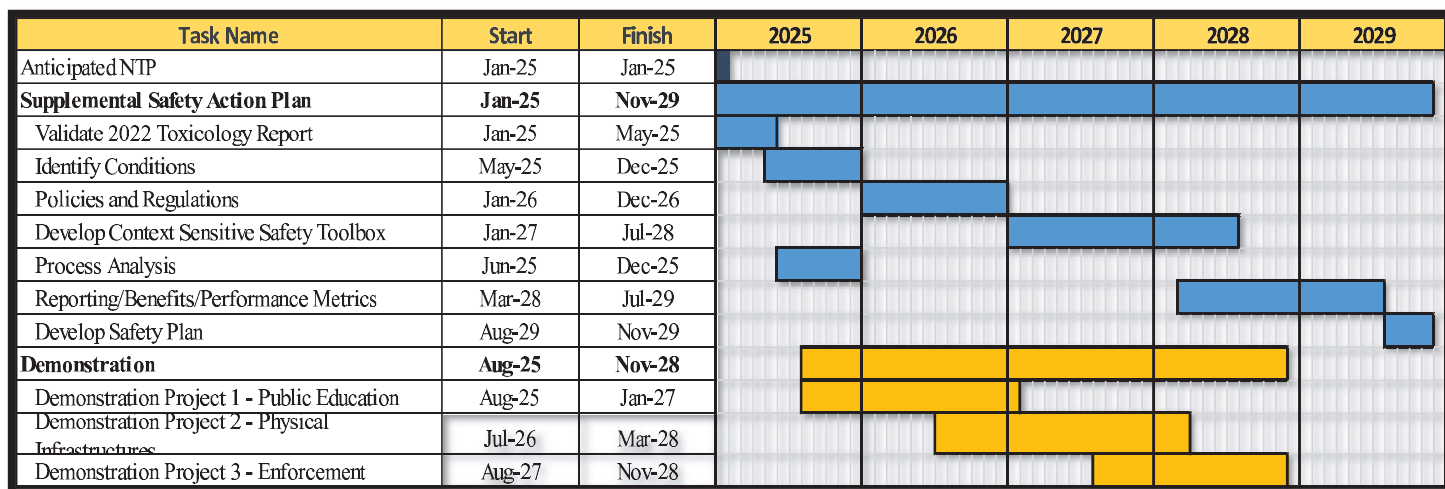 Task Name Start Finish 2025 2026 2027 2028 2029
Anticipated NTP Jan-25 Jan-25
Supplemental Safety Action Plan Jan-25 Nov-29
Validate 2022 Toxicology Report Jan-25 May-25
Identify Conditions May-25 Dec-25
Policies and Regulations Jan-26 Dec-26
Develop Context Sensitive Safety Toolbox Jan-27 Jul-28
Process Analysis Jun-25 Dec-25
Reporting/Benefits/Performance Metrics Mar-28 Jul-29
Develop Safety Plan Aug-29 Nov-29
Demonstration Aug-25 Nov-28
Demonstration Project 1 - Public Education Aug-25 Jan-27
Demonstration Project 2 - Physical
Infrastructures Jul-26 Mar-28
Demonstration Project 3 - Enforcement Aug-27 Nov-28